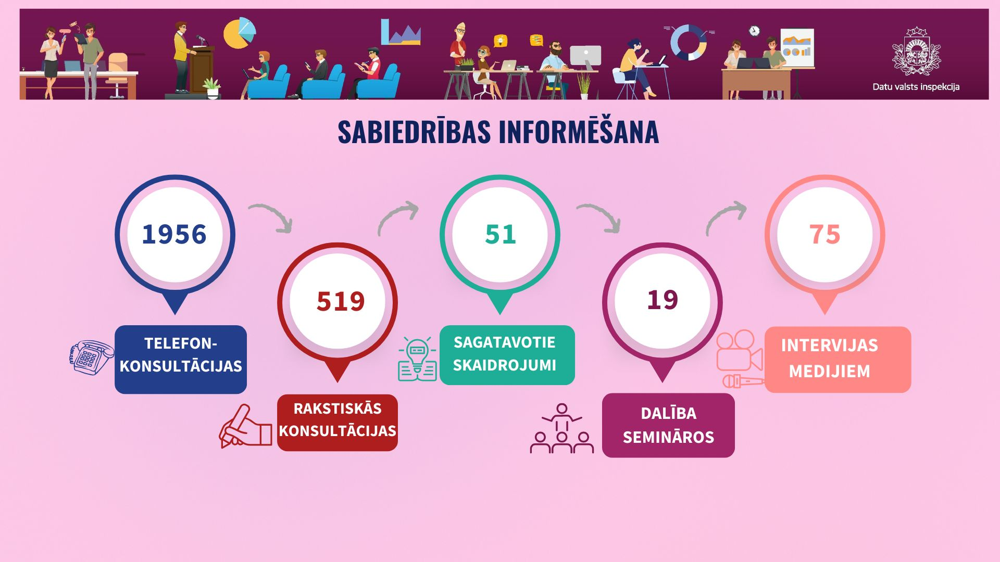 Datu valsts inspekcija
SABIEDRĪBAS INFORMĒŠANA
1956
TELEFON-
KONSULTĀCIJAS
519
RAKSTISKĀS
KONSULTĀCIJAS
51
SAGATAVOTIE
SKAIDROJUMI
19
DALĪBA
SEMINĀROS
75
INTERVIJAS
MEDIJIEM